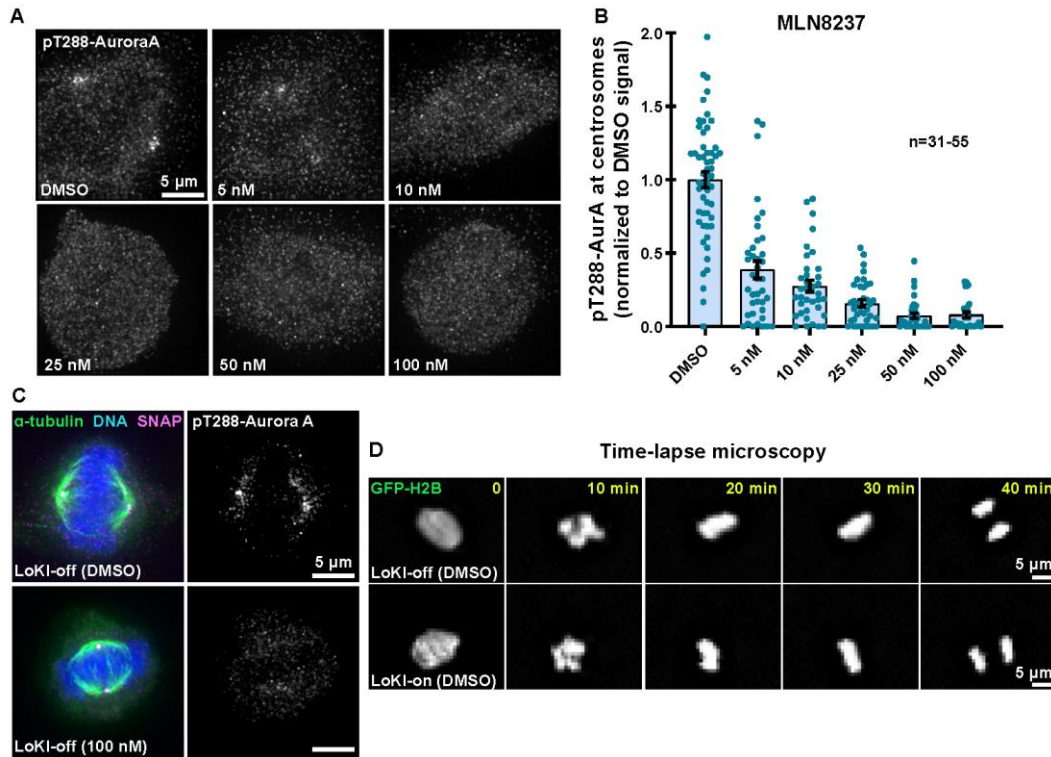 A
pT288-AuroraA
DMSO
5 µm
5 nM
10 nM
25 nM
50 nM
100 nM
B
MLN8237
pT288-AurA at centrosomes
(normalized to DMSO signal)
2.0
1.5
1.0
0.5
0.0
n=31-55
DMSO
5 nM
10 nM
25 nM
50 nM
100 nM
C
α-tubulin DNA SNAP
pT288-Aurora A
LoKI-off (DMSO)
5 µm
LoKI-off (100 nM)
D
Time-lapse microscopy
GFP-H2B 0
10 min
20 min
30 min
40 min
LoKI-off (DMSO)
5 µm
LoKI-on (DMSO)
5 µm